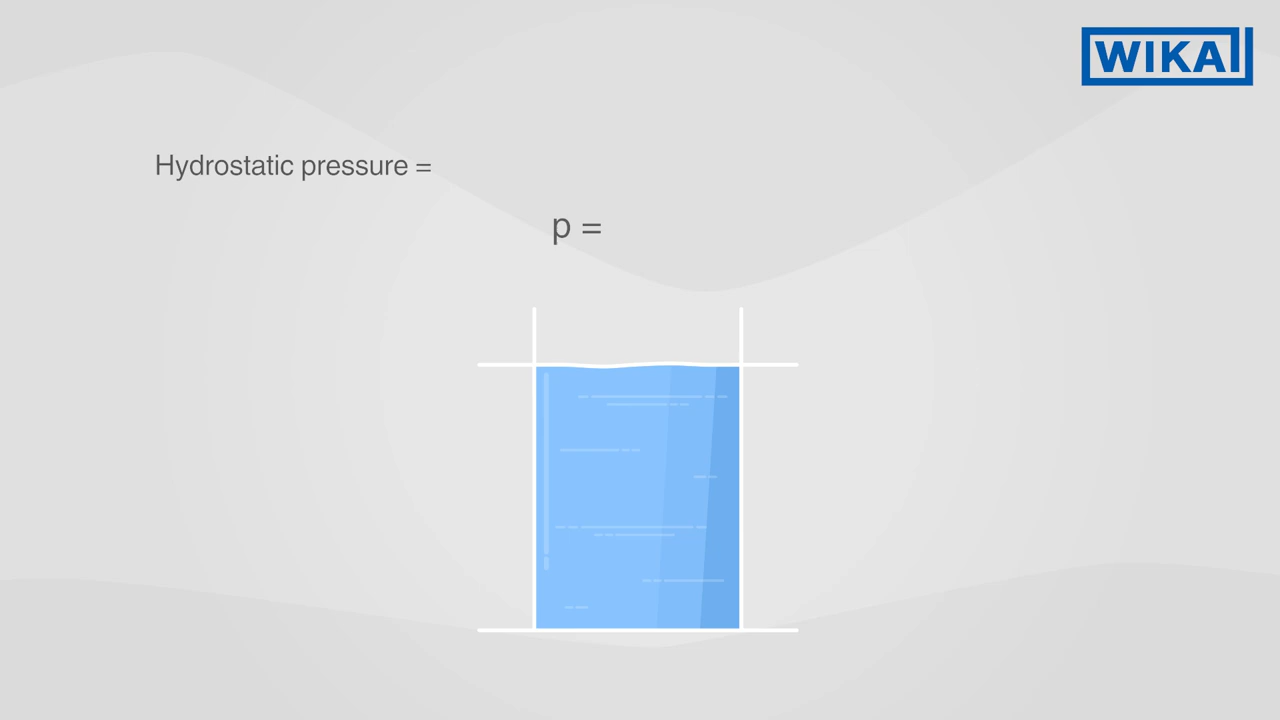 WIKA
Hydrostatic pressure =
p =